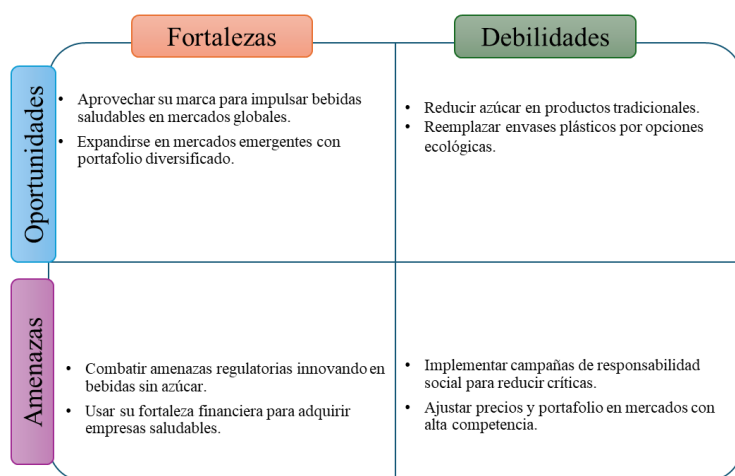 Fortalezas
Debilidades
Oportunidades
• Aprovechar su marca para impulsar bebidas
saludables en mercados globales.
• Expandirse en mercados emergentes con
portafolio diversificado.
• Reducir azúcar en productos tradicionales.
• Reemplazar envases plásticos por opciones
ecológicas.
Amenazas
• Combatir amenazas regulatorias innovando en
bebidas sin azúcar.
• Usar su fortaleza financiera para adquirir
empresas saludables.
• Implementar campañas de responsabilidad
social para reducir críticas.
• Ajustar precios y portafolio en mercados con
alta competencia.